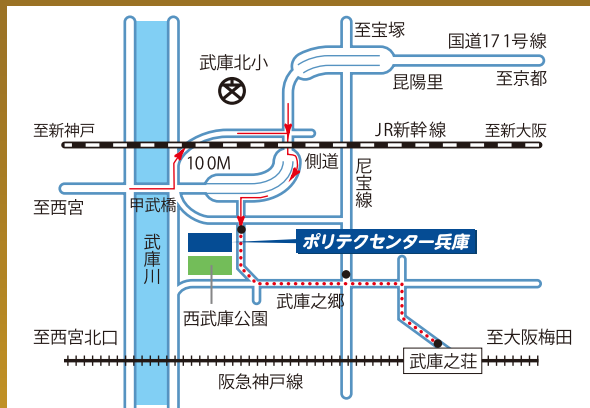 至宝塚
国道171号線
武庫北小
昆陽里
至京都
至新神戸
JR新幹線
至新大阪
100M
側道
尼宝線
至西宮
甲武橋
武庫川
ポリテクセンター兵庫
武庫之郷
西武庫公園
至西宮北口
至大阪梅田
武庫之荘
阪急神戸線